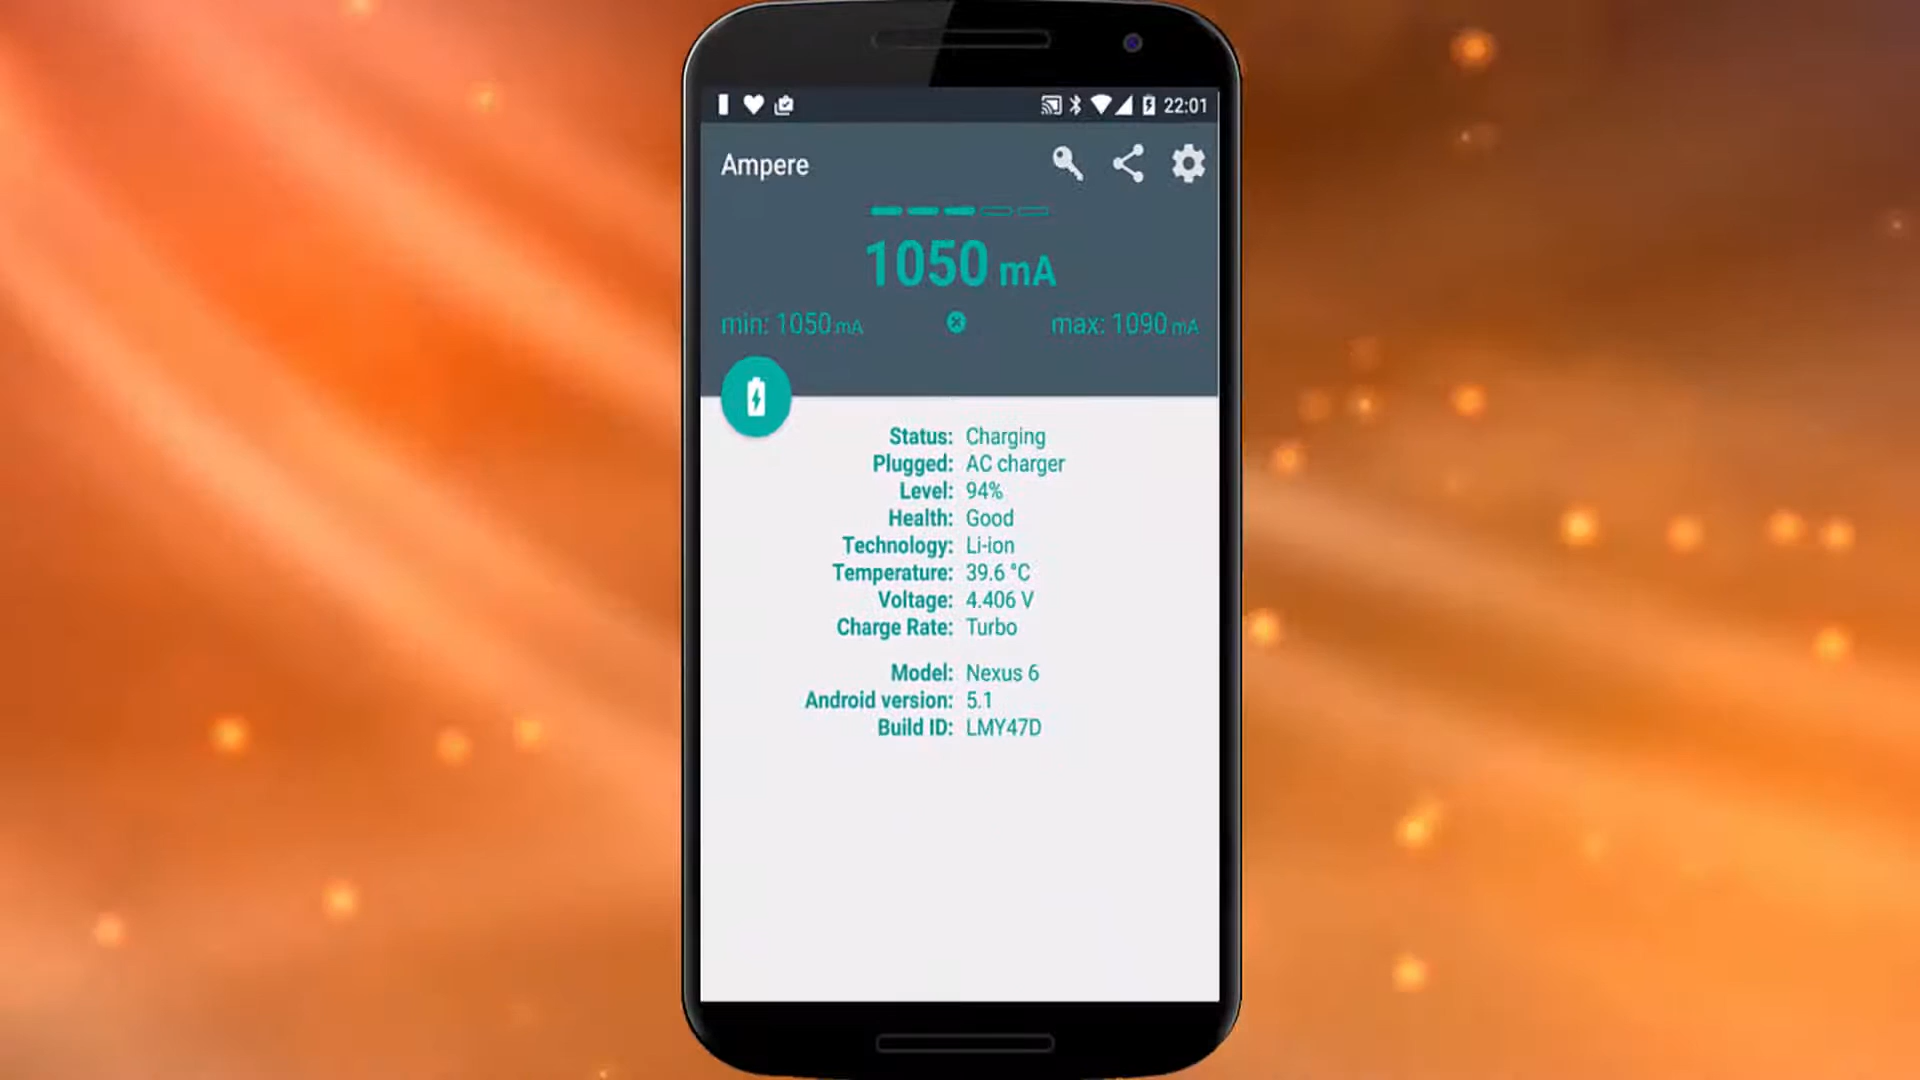 22:01
Ampere
1050 mA
min: 1050 mA max: 1090 mA
Status: Charging
Plugged: AC charger
Level: 94%
Health: Good
Technology: Li-ion
Temperature: 39.6 °C
Voltage: 4.406 V
Charge Rate: Turbo
Model: Nexus 6
Android version: 5.1
Build ID: LMY47D